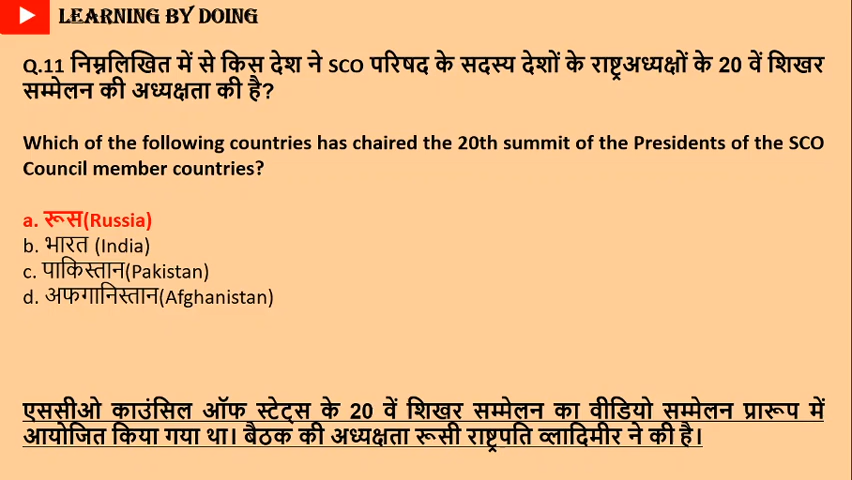 LEARNING BY DOING
Q.11 निम्नलिखित में से किस देश ने SCO परिषद के सदस्य देशों के राष्ट्रअध्यक्षों के 20 वें शिखर
सम्मेलन की अध्यक्षता की है?
Which of the following countries has chaired the 20th summit of the Presidents of the SCO
Council member countries?
a. रूस(Russia)
b. भारत (India)
c. पाकिस्तान(Pakistan)
d. अफगानिस्तान(Afghanistan)
एससीओ काउंसिल ऑफ स्टेट्स के 20 वें शिखर सम्मेलन का वीडियो सम्मेलन प्रारूप में
आयोजित किया गया था। बैठक की अध्यक्षता रूसी राष्ट्रपति व्लादिमीर ने की है।